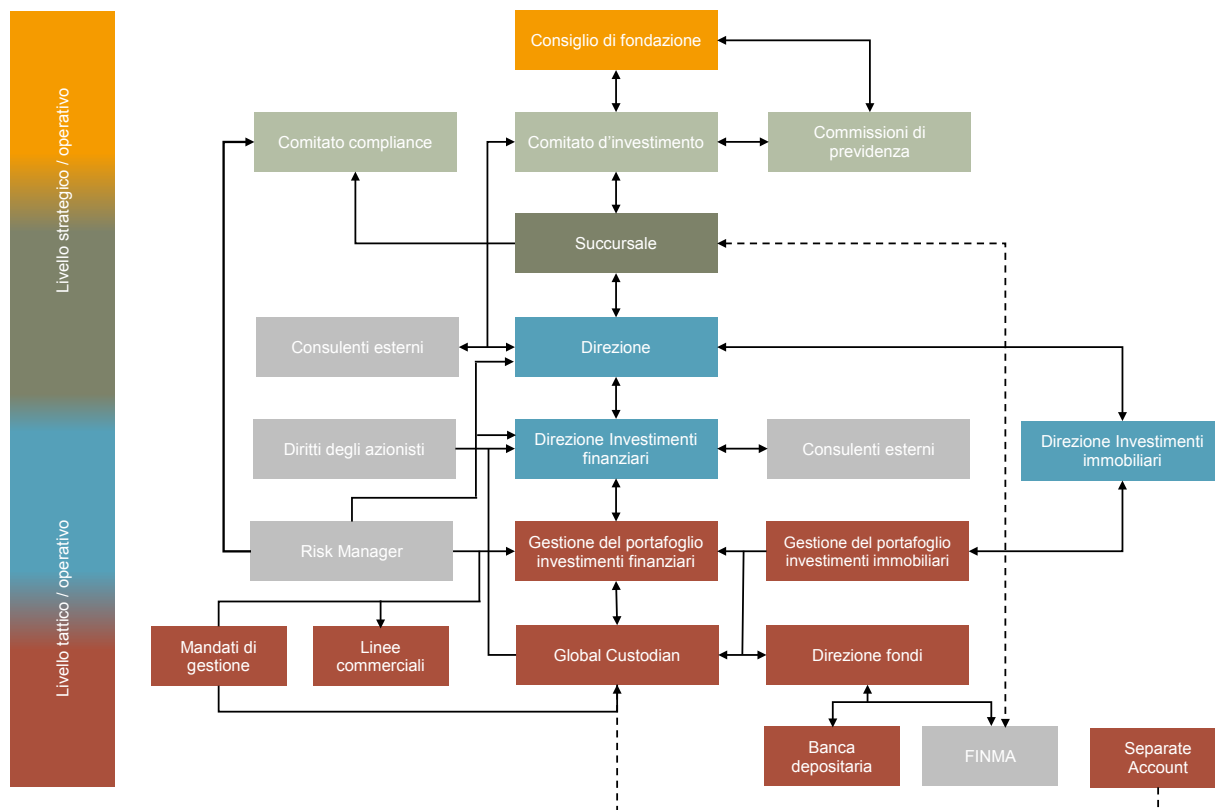 Livello strategico / operativo
Livello tattico / operativo
Consiglio di fondazione
Comitato compliance
Comitato d'investimento
Commissioni di
previdenza
Succursale
Consulenti esterni
Direzione
Diritti degli azionisti
Direzione Investimenti
finanziari
Consulenti esterni
Direzione Investimenti
immobiliari
Risk Manager
Gestione del portafoglio
investimenti finanziari
Gestione del portafoglio
investimenti immobiliari
Mandati di
gestione
Linee
commerciali
Global Custodian
Direzione fondi
Banca
depositaria
FINMA
Separate
Account